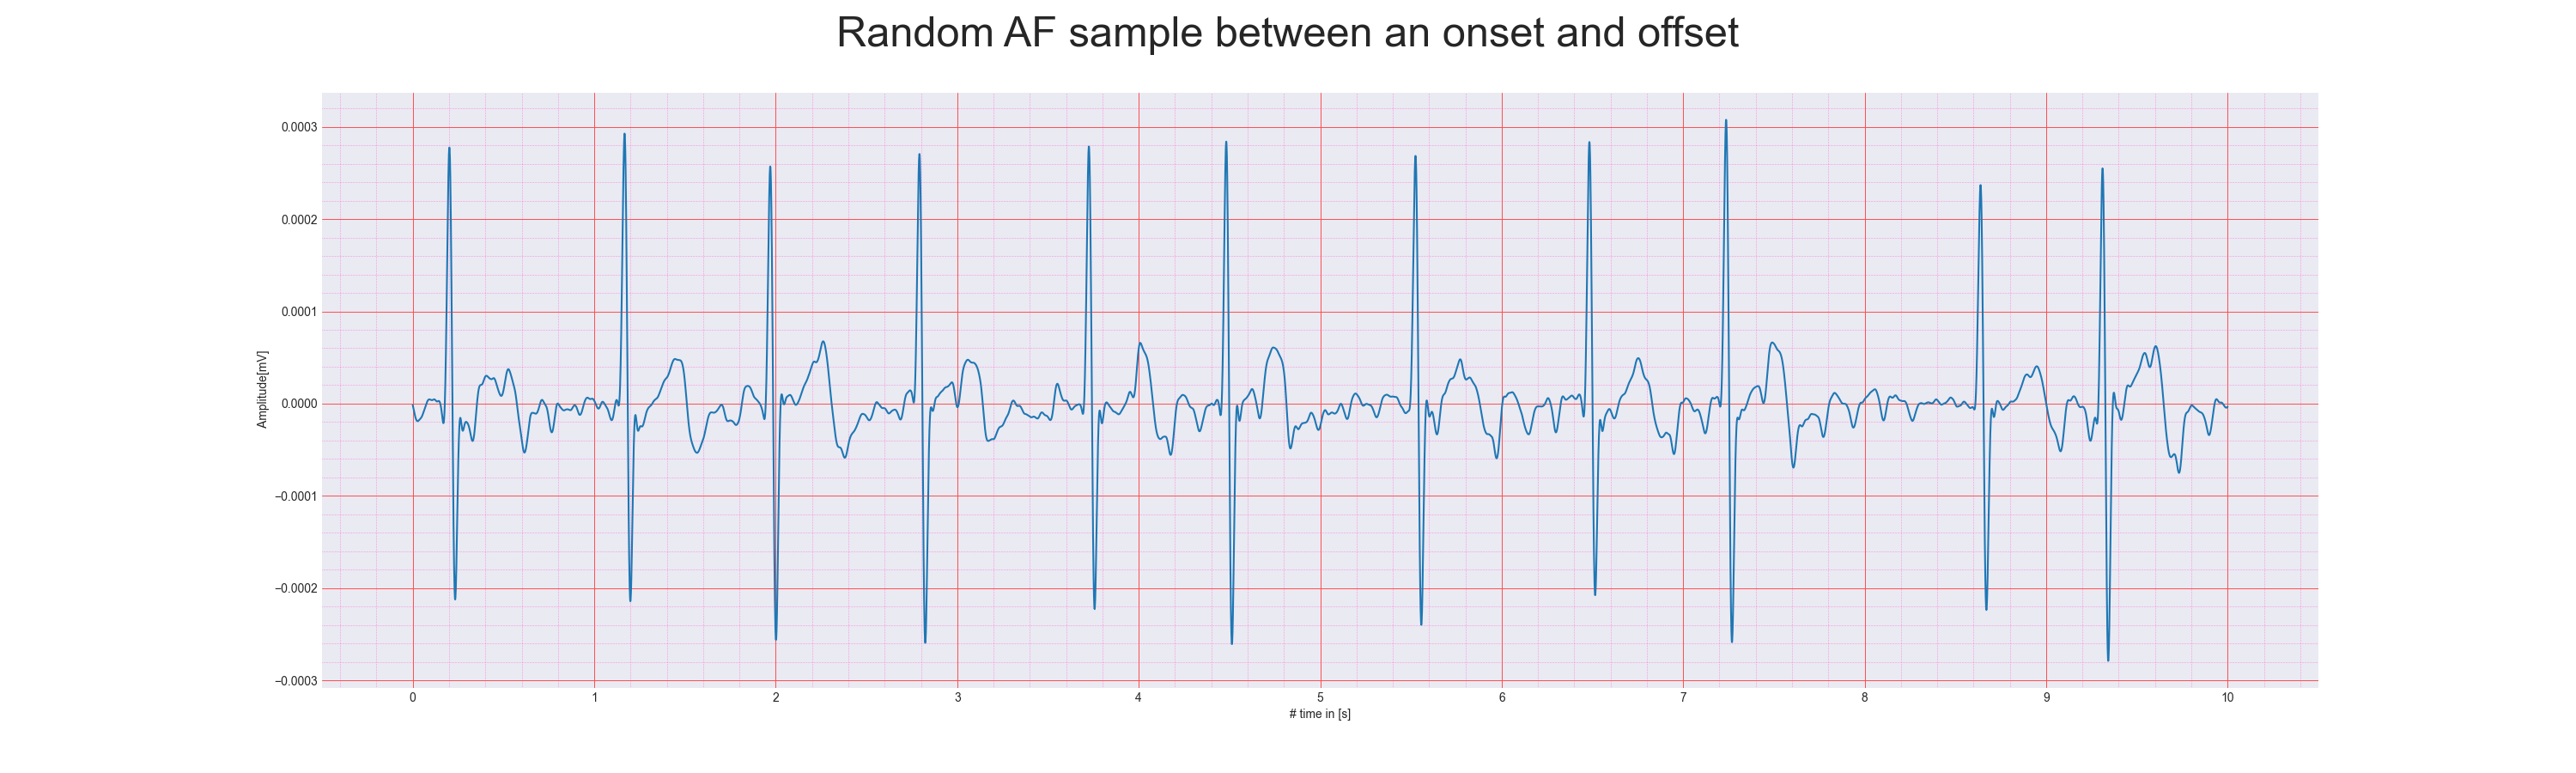 Random AF sample between an onset and offset
0.0003
0.0002
0.0001
0.0000
−0.0001
−0.0002
−0.0003
Amplitude[mV]
0 1 2 3 4 5 6 7 8 9 10
# time in [s]